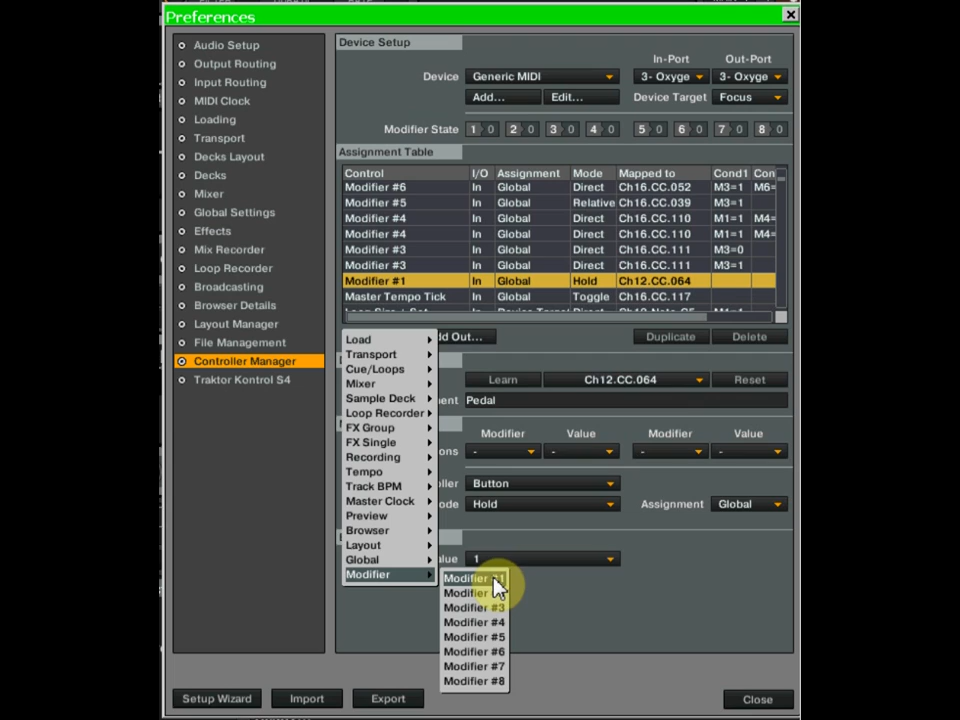 Preferences
Audio Setup
Output Routing
Input Routing
MIDI Clock
Loading
Transport
Decks Layout
Decks
Mixer
Global Settings
Effects
Mix Recorder
Loop Recorder
Broadcasting
Browser Details
Layout Manager
File Management
Controller Manager
Traktor Kontrol S4
Device Setup
In-Port Out-Port
Device Generic MIDI 3- Oxyge 3- Oxyge
Add... Edit... Device Target Focus
Modifier State 1 0 2 0 3 0 4 0 5 0 6 0 7 0 8 0
Assignment Table
Control I/O Assignment Mode Mapped to Cond1 Con
Modifier #6 In Global Direct Ch16.CC.052 M3=1 M6=
Modifier #5 In Global Relative Ch16.CC.039 M3=1
Modifier #4 In Global Direct Ch16.CC.110 M1=1 M4=
Modifier #4 In Global Direct Ch16.CC.110 M1=1 M4=
Modifier #3 In Global Direct Ch16.CC.111 M3=0
Modifier #3 In Global Direct Ch16.CC.111 M3=1
Modifier #1 In Global Hold Ch12.CC.064
Master Tempo Tick In Global Toggle Ch16.CC.117
dd Out... Duplicate Delete
Learn Ch12.CC.064 Reset
ent Pedal
Modifier Value Modifier Value
ons - - - -
ller Button
ode Hold Assignment Global
alue 1
Load
Transport
Cue/Loops
Mixer
Sample Deck
Loop Recorder
FX Group
FX Single
Recording
Tempo
Track BPM
Master Clock
Preview
Browser
Layout
Global
Modifier
Modifier #1
Modifier
Modifier #3
Modifier #4
Modifier #5
Modifier #6
Modifier #7
Modifier #8
Setup Wizard Import Export Close